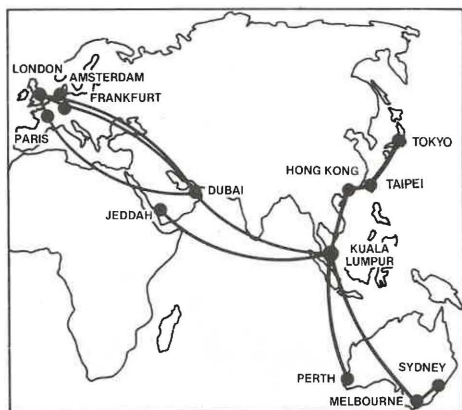 LONDON
AMSTERDAM
FRANKFURT
PARIS
TOKYO
HONG KONG
TAIPEI
DUBAI
JEDDAH
KUALA
LUMPUR
SYDNEY
PERTH
MELBOURNE